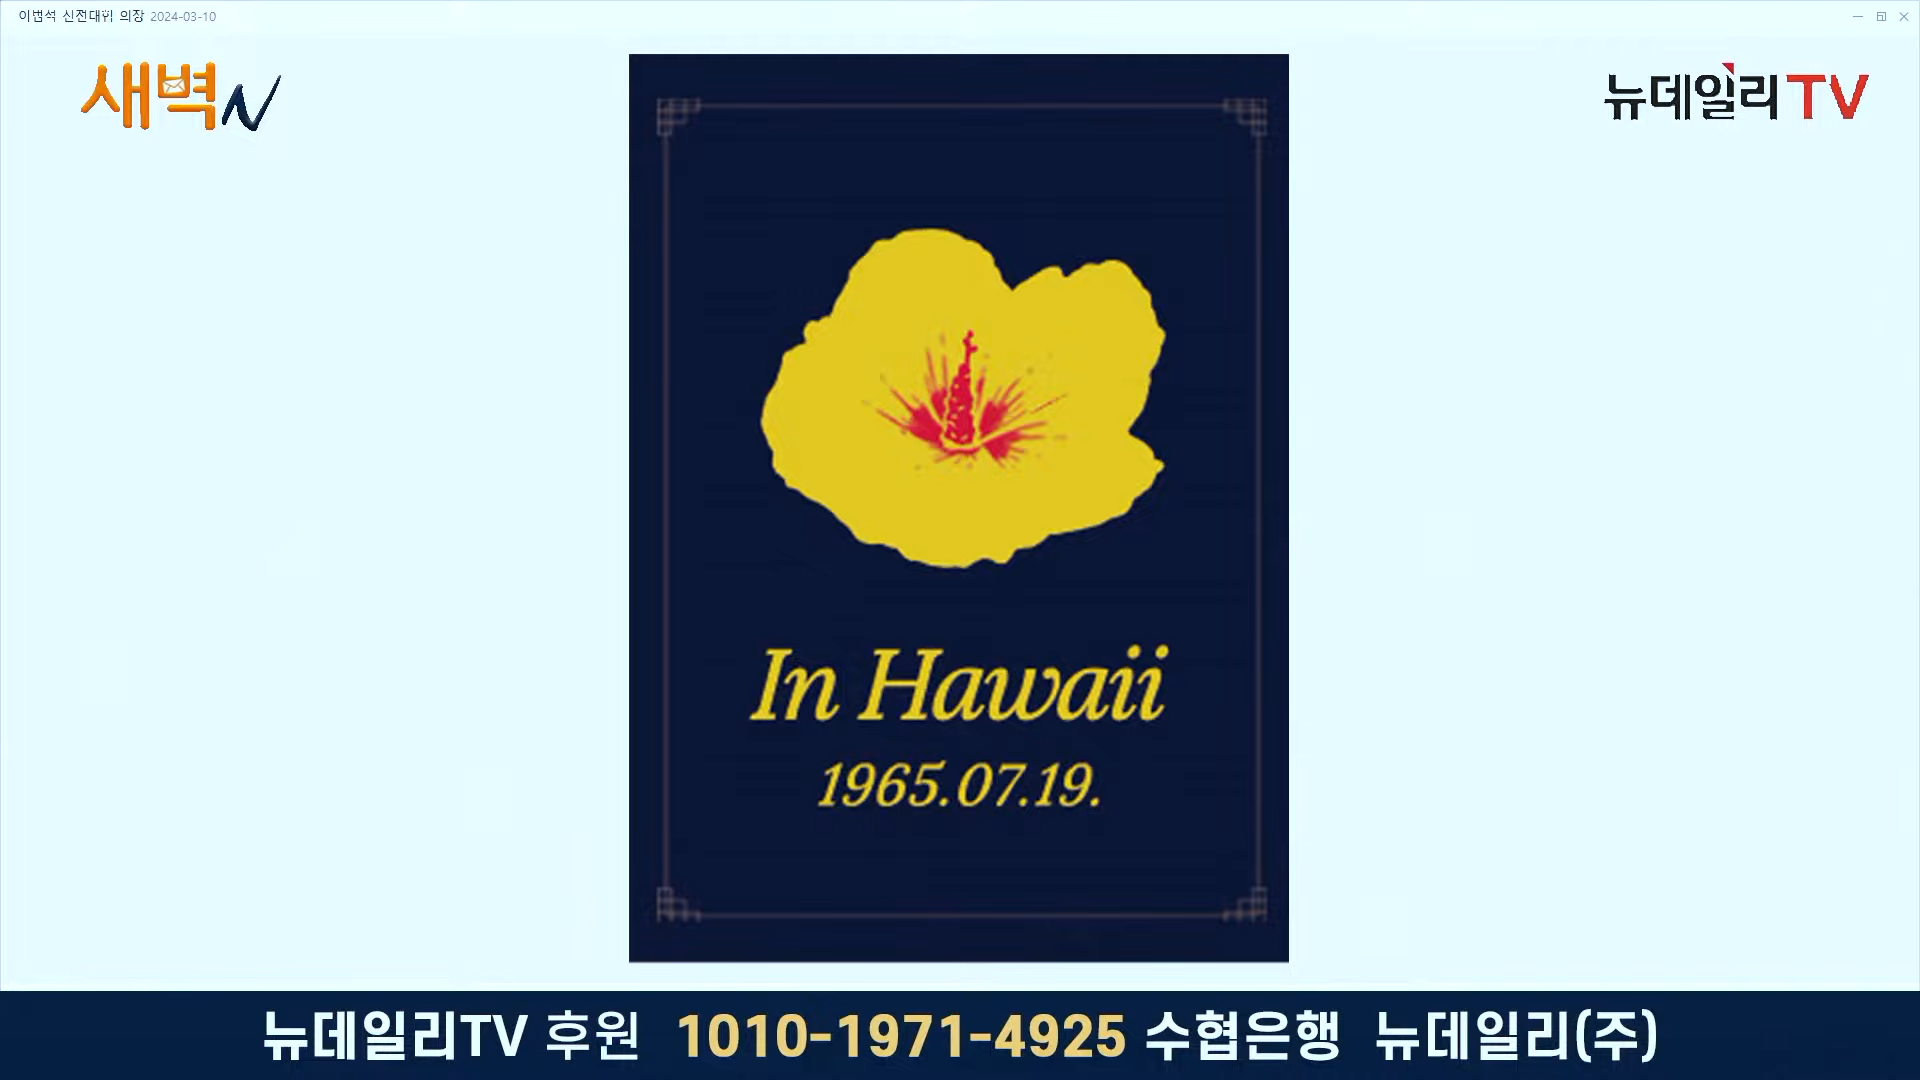 이범석 신전대협 의장 2024-03-10
새벽N
뉴데일리TV
In Hawaii
1965.07.19.
뉴데일리TV 후원 1010-1971-4925 수협은행 뉴데일리(주)